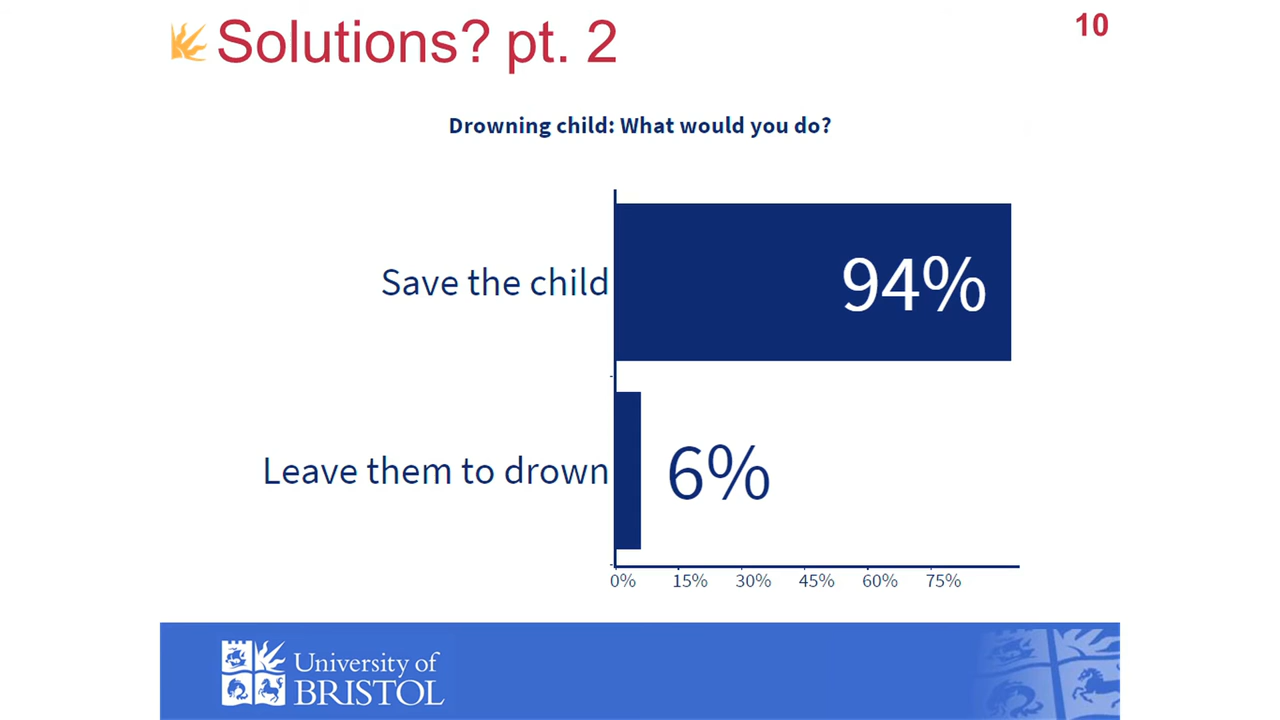 Solutions? pt. 2
10
Drowning child: What would you do?
Save the child
94%
Leave them to drown
6%
0% 15% 30% 45% 60% 75%
University of
BRISTOL